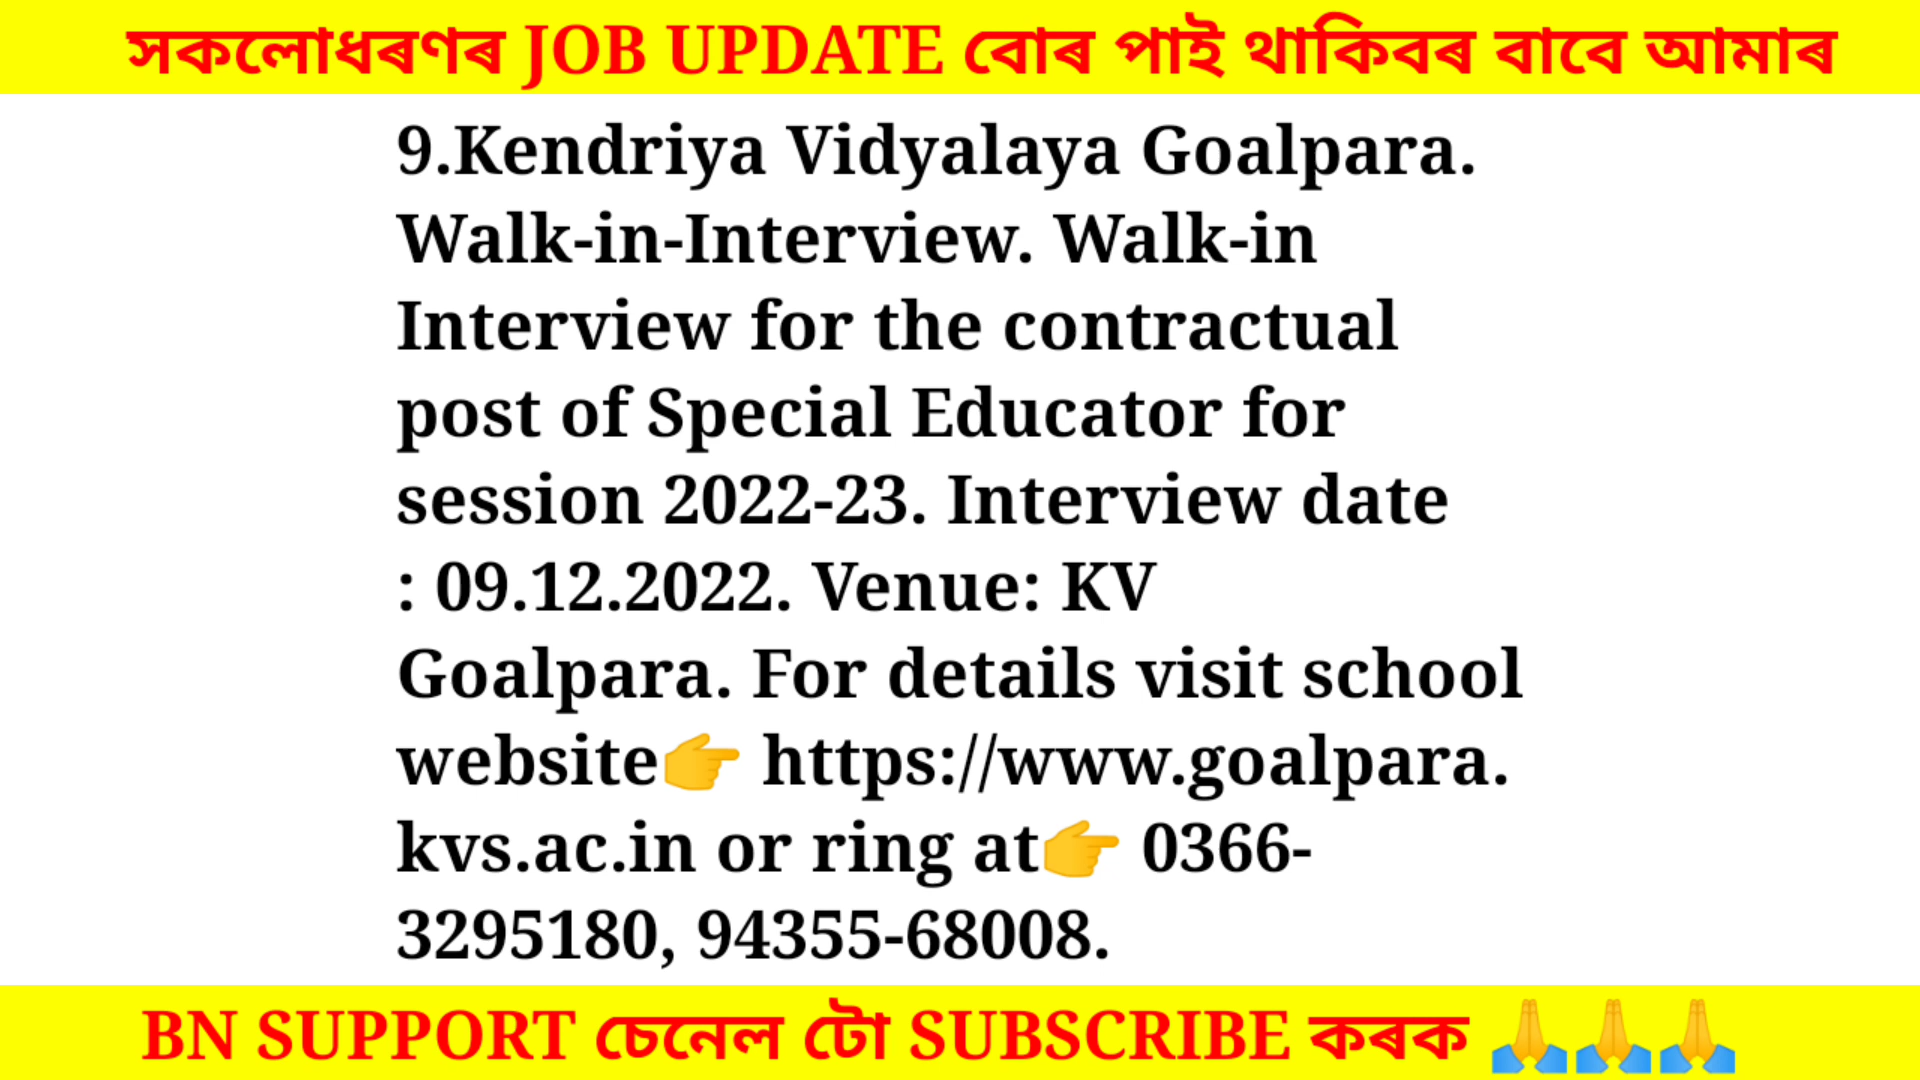 সকলোধৰণৰ JOB UPDATE বোৰ পাই থাকিবৰ বাবে আমাৰ
9.Kendriya Vidyalaya Goalpara.
Walk-in-Interview. Walk-in
Interview for the contractual
post of Special Educator for
session 2022-23. Interview date
: 09.12.2022. Venue: KV
Goalpara. For details visit school
website👉 https://www.goalpara.
kvs.ac.in or ring at👉 0366-
3295180, 94355-68008.
BN SUPPORT চেনেল টো SUBSCRIBE কৰক 🙏🙏🙏